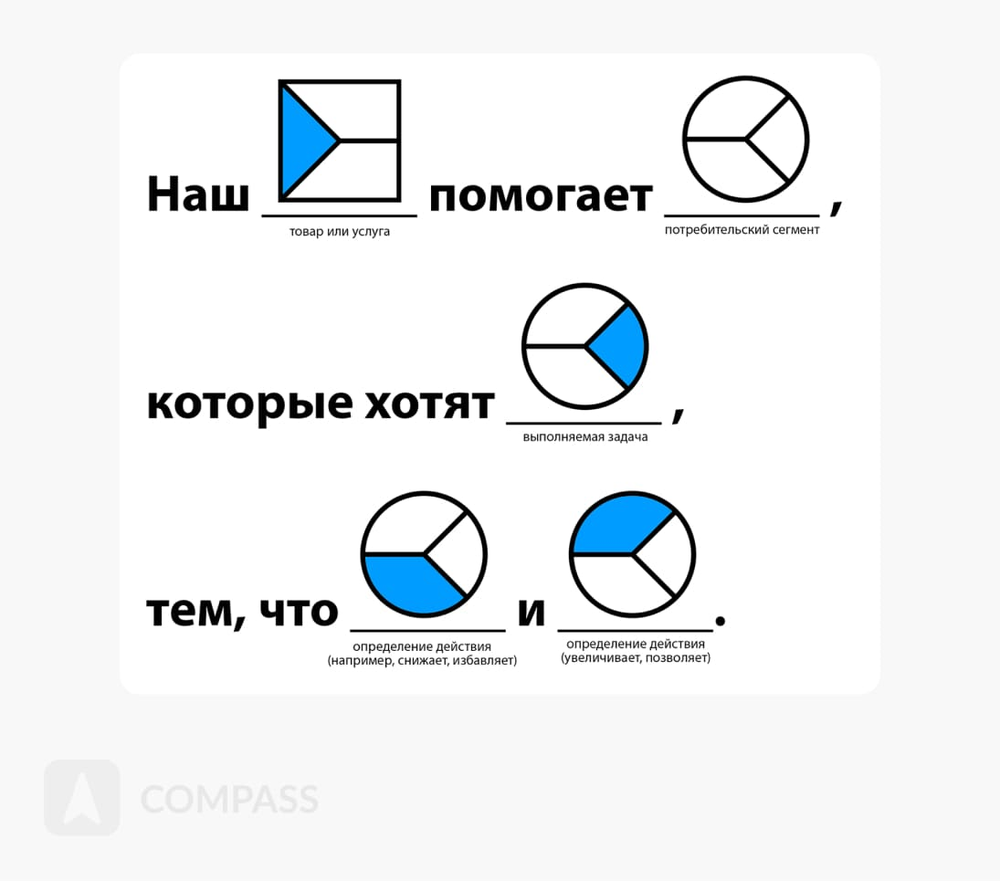 Наш помогает ,
товар или услуга потребительский сегмент
которые хотят ,
выполняемая задача
тем, что и .
определение действия определение действия
(например, снижает, избавляет) (увеличивает, позволяет)
COMPASS